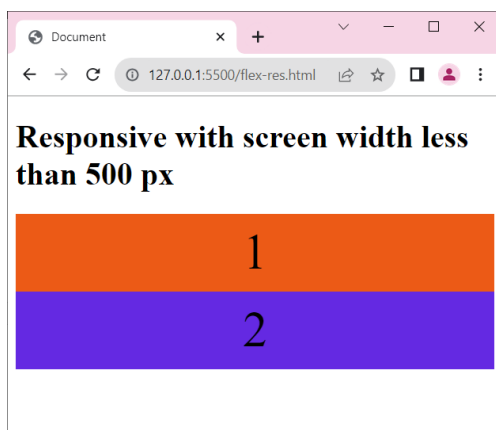 Document
127.0.0.1:5500/flex-res.html
Responsive with screen width less
than 500 px
1
2